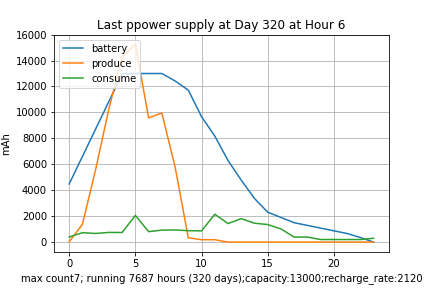 Last ppower supply at Day 320 at Hour 6
16000
14000
12000
10000
8000
6000
4000
2000
0
mAh
battery
produce
consume
0 5 10 15 20
max count7; running 7687 hours (320 days);capacity:13000;recharge_rate:2120